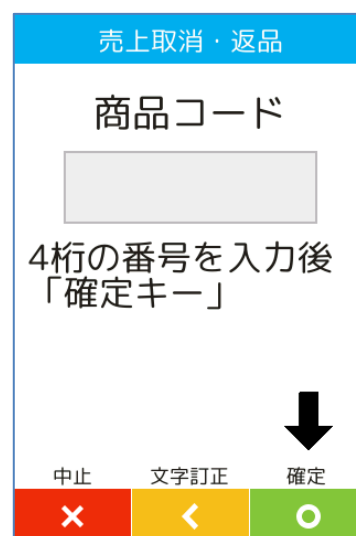 売上取消・返品
商品コード
4桁の番号を入力後
「確定キー」
中止 文字訂正 確定